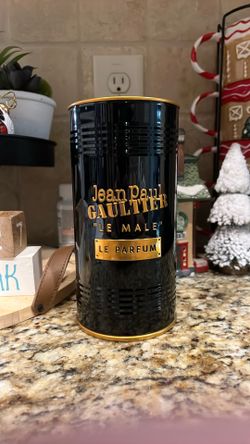 Jean Paul
GAULTIER
"LE MALE"
LE PARFUM